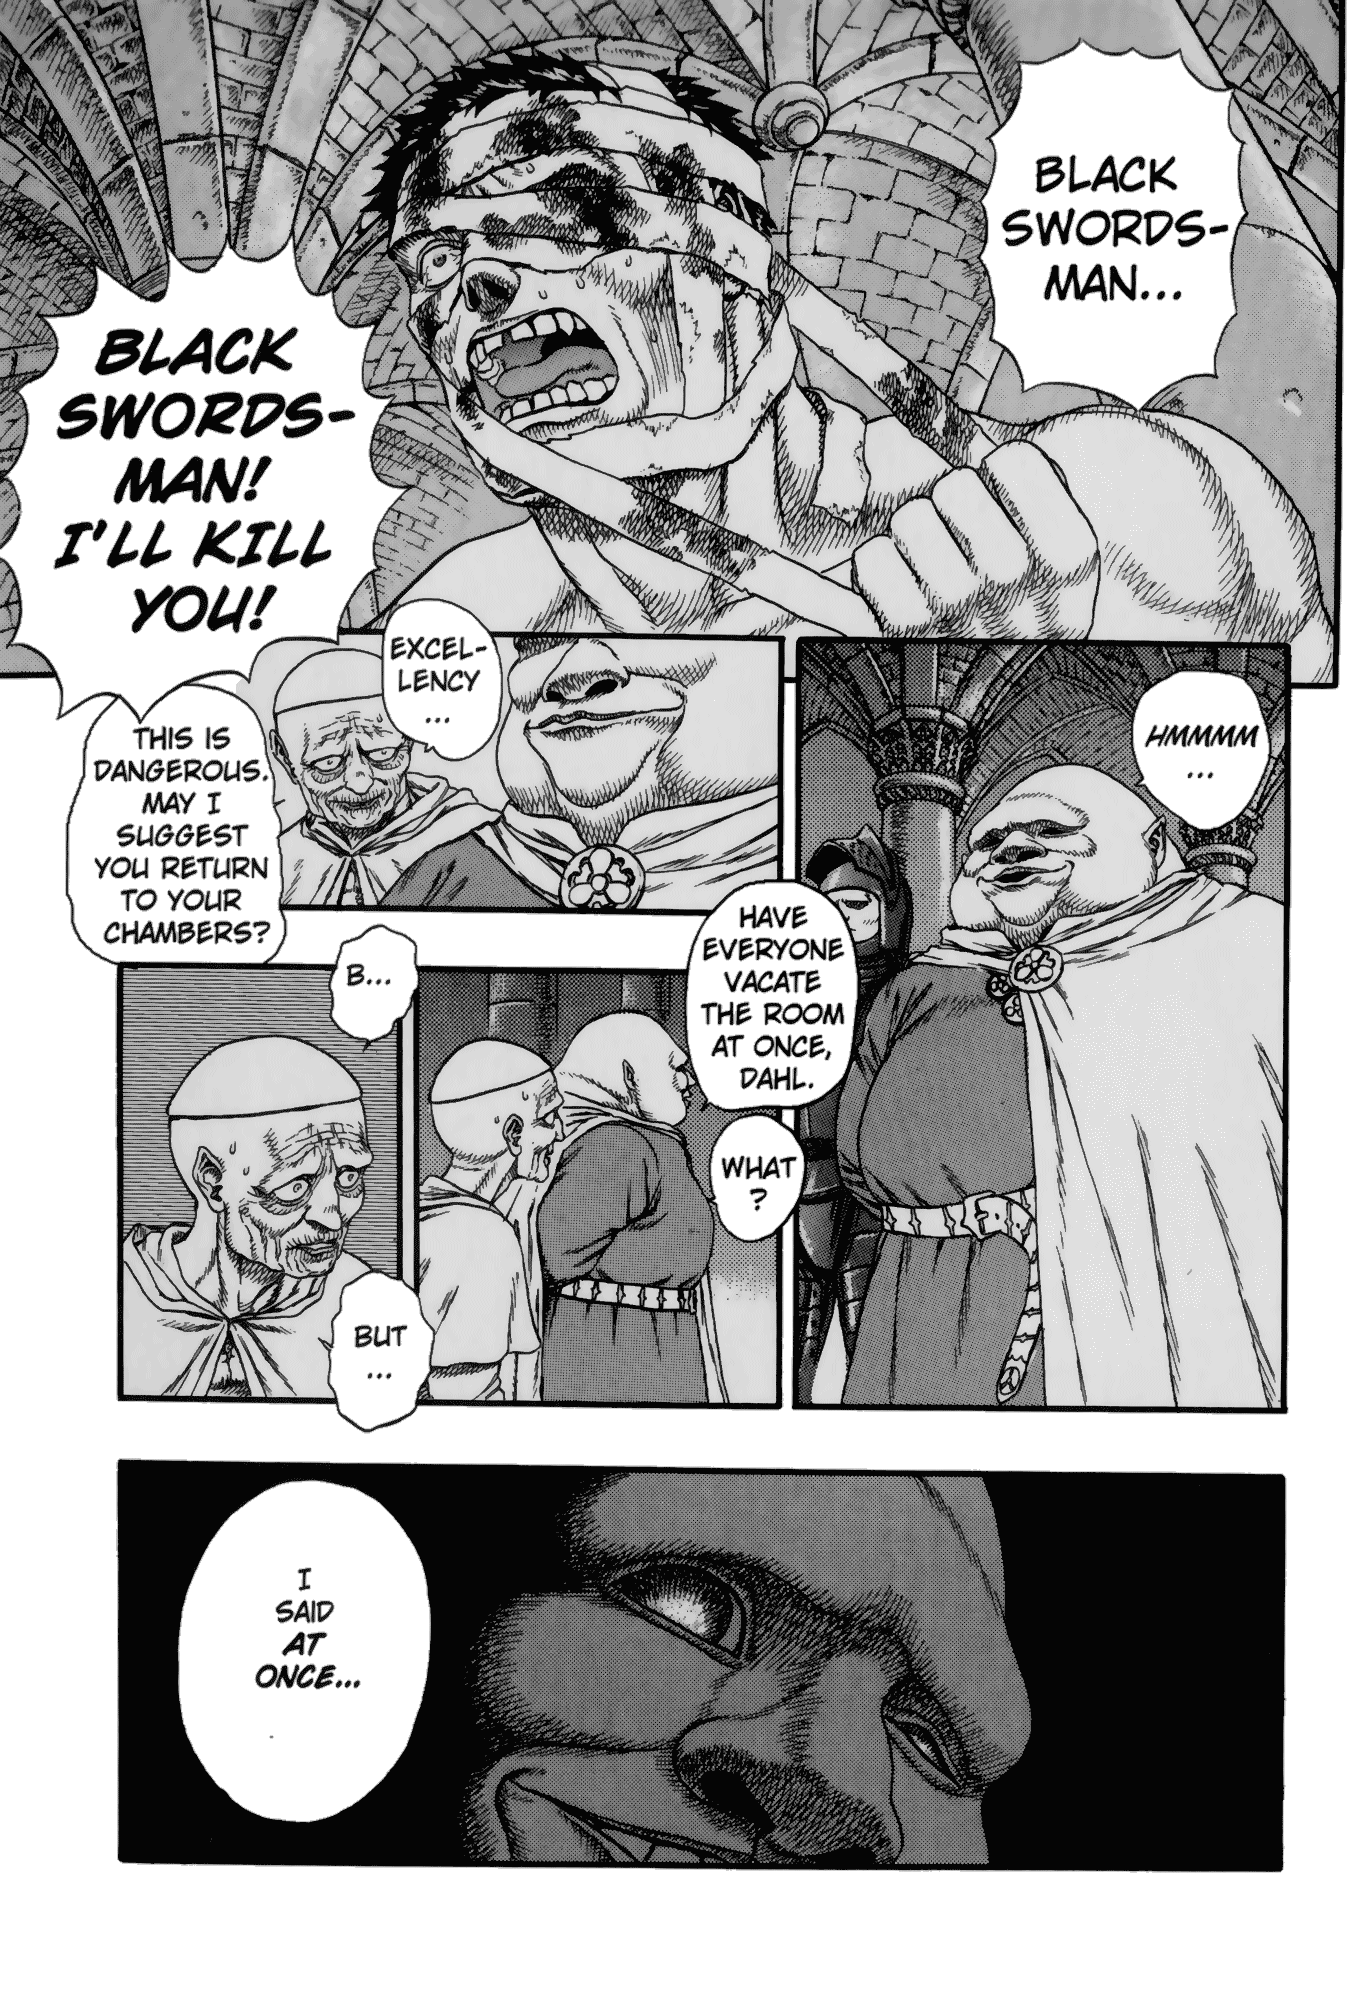 BLACK
SWORDS-
MAN...
BLACK
SWORDS-
MAN!
I'LL KILL
YOU!
HMMMM
...
EXCEL-
LENCY
...
THIS IS
DANGEROUS.
MAY I
SUGGEST
YOU RETURN
TO YOUR
CHAMBERS?
HAVE
EVERYONE
VACATE
THE ROOM
AT ONCE,
DAHL.
WHAT
?
B...
BUT
...
I
SAID
AT
ONCE...